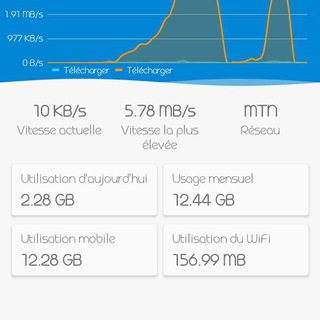 1.91 MB/s
977 KB/s
0 B/s
Télécharger Télécharger
10 KB/s 5.78 MB/s MTN
Vitesse actuelle Vitesse la plus élevée Réseau
Utilisation d'aujourd'hui Usage mensuel
2.28 GB 12.44 GB
Utilisation mobile Utilisation du WiFi
12.28 GB 156.99 MB